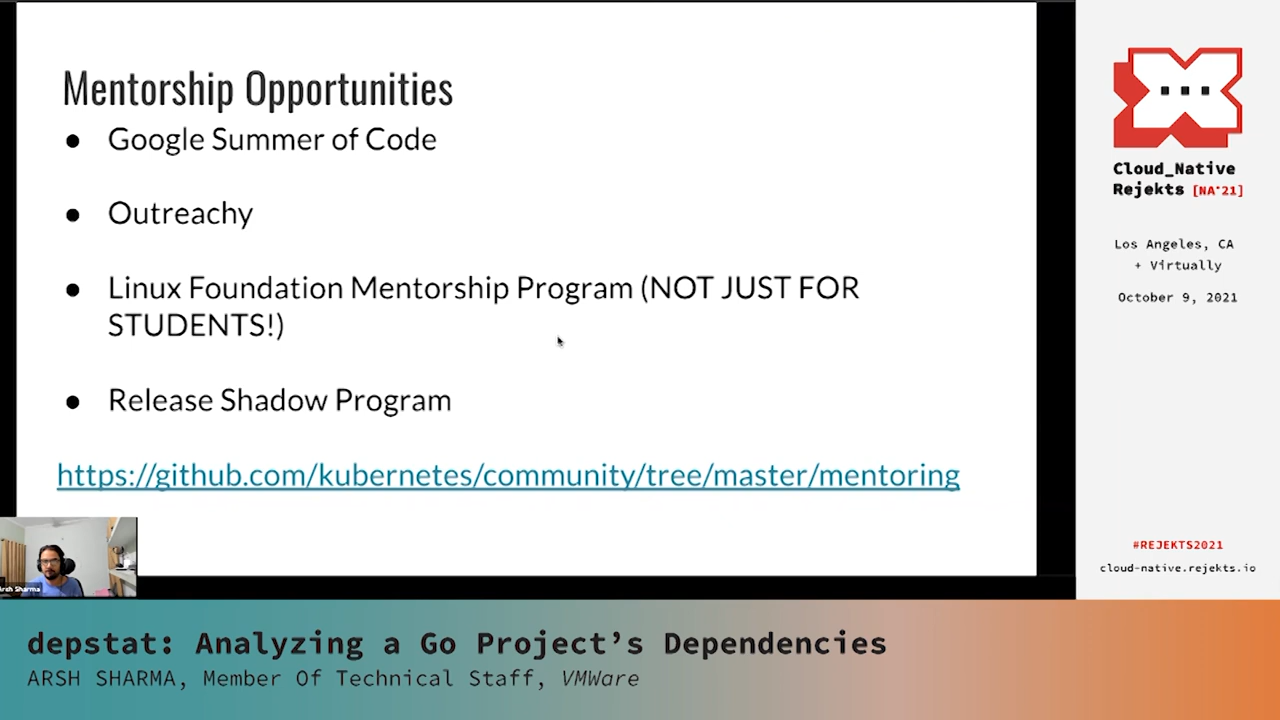 Mentorship Opportunities
● Google Summer of Code
● Outreachy
● Linux Foundation Mentorship Program (NOT JUST FOR
STUDENTS!)
● Release Shadow Program
https://github.com/kubernetes/community/tree/master/mentoring
Arsh Sharma
Cloud_Native
Rejekts [NA'21]
Los Angeles, CA
+ Virtually
October 9, 2021
#REJEKTS2021
cloud-native.rejekts.io
depstat: Analyzing a Go Project’s Dependencies
ARSH SHARMA, Member Of Technical Staff, VMWare